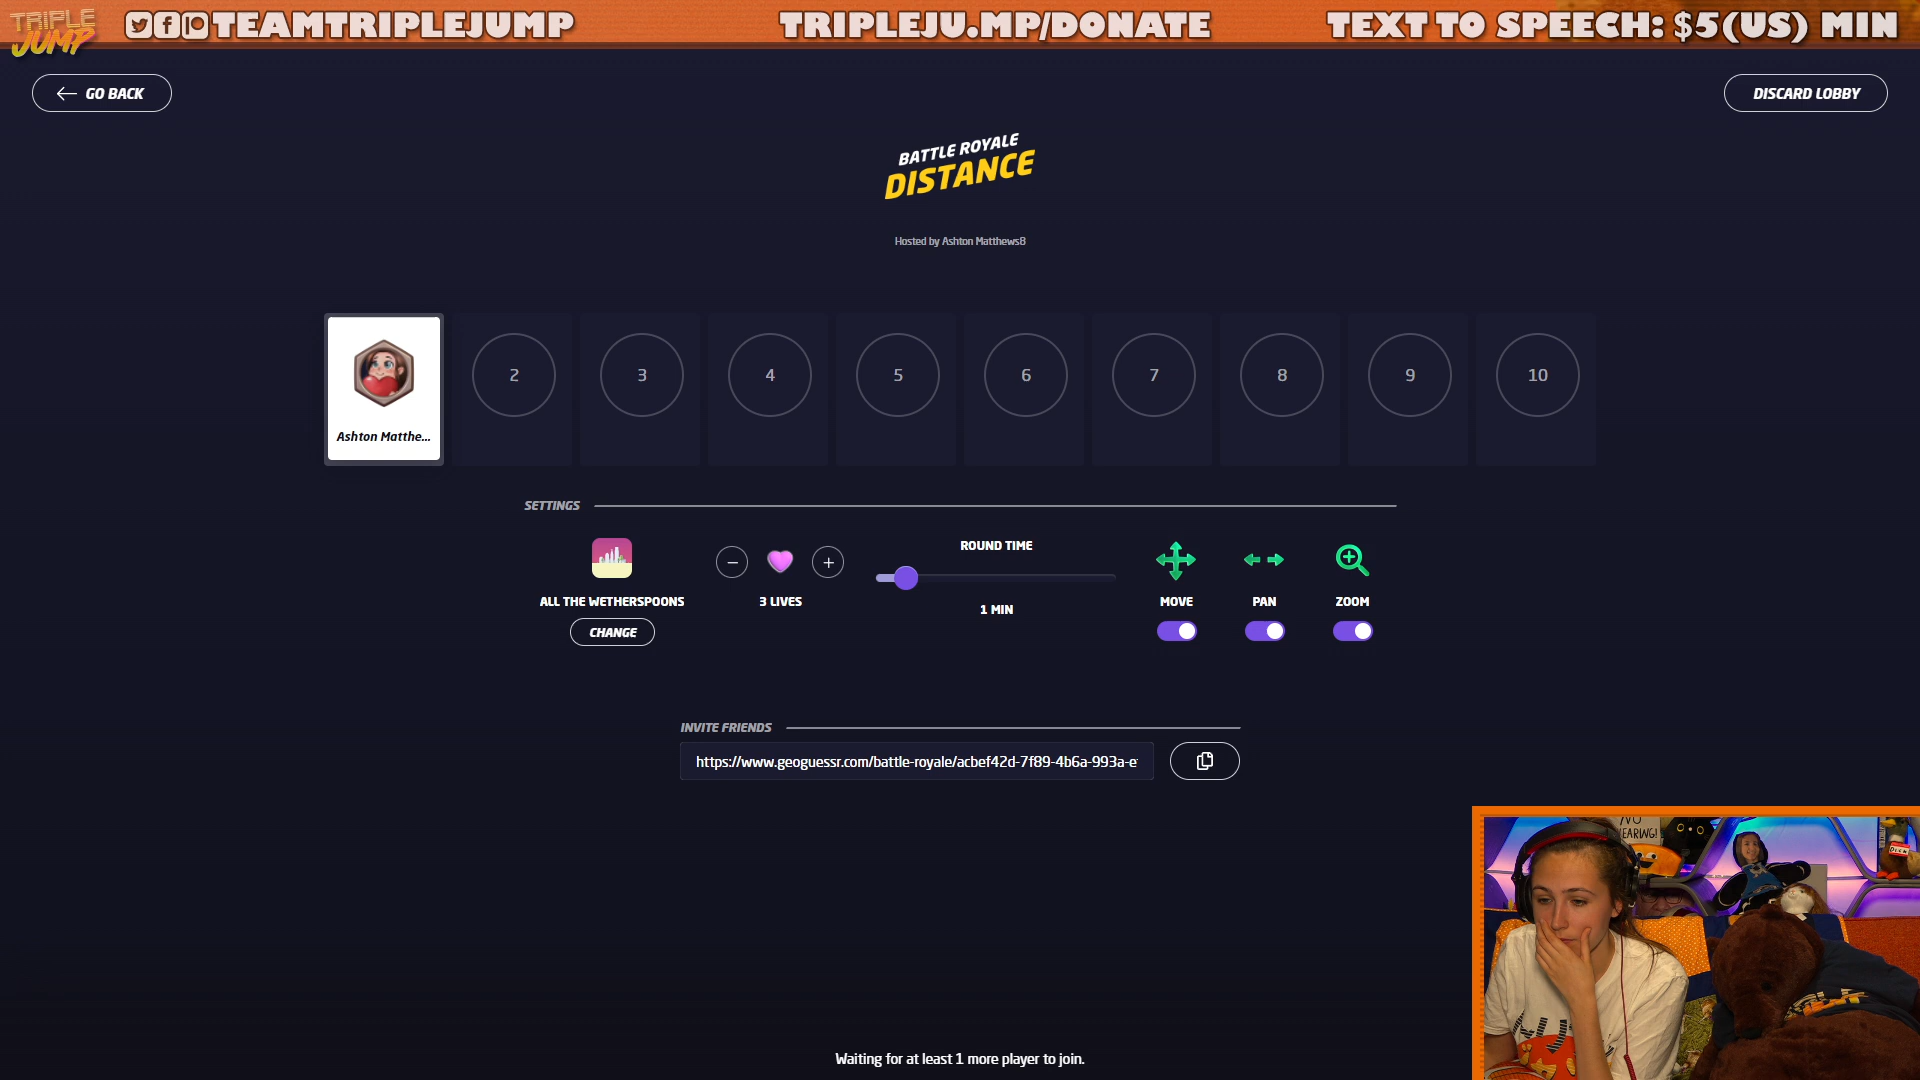 TRIPLE JUMP
TEAMTRIPLEJUMP
TRIPLEJU.MP/DONATE
TEXT TO SPEECH: $5(US) MIN
GO BACK
DISCARD LOBBY
BATTLE ROYALE
DISTANCE
Hosted by Ashton Matthews8
2 3 4 5 6 7 8 9 10
Ashton Matthe...
SETTINGS
ROUND TIME
ALL THE WETHERSPOONS
3 LIVES
1 MIN
MOVE
PAN
ZOOM
CHANGE
INVITE FRIENDS
https://www.geoguessr.com/battle-royale/acbef42d-7f89-4b6a-993a-e
NO
EARING!
Waiting for at least 1 more player to join.